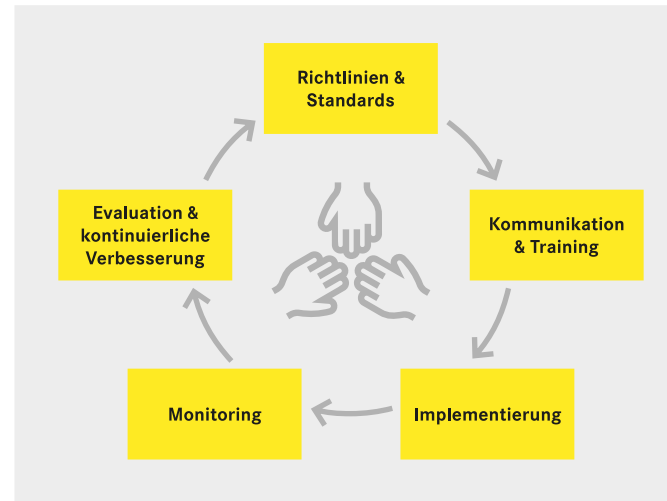 Richtlinien &
Standards
Kommunikation
& Training
Implementierung
Monitoring
Evaluation &
kontinuierliche
Verbesserung